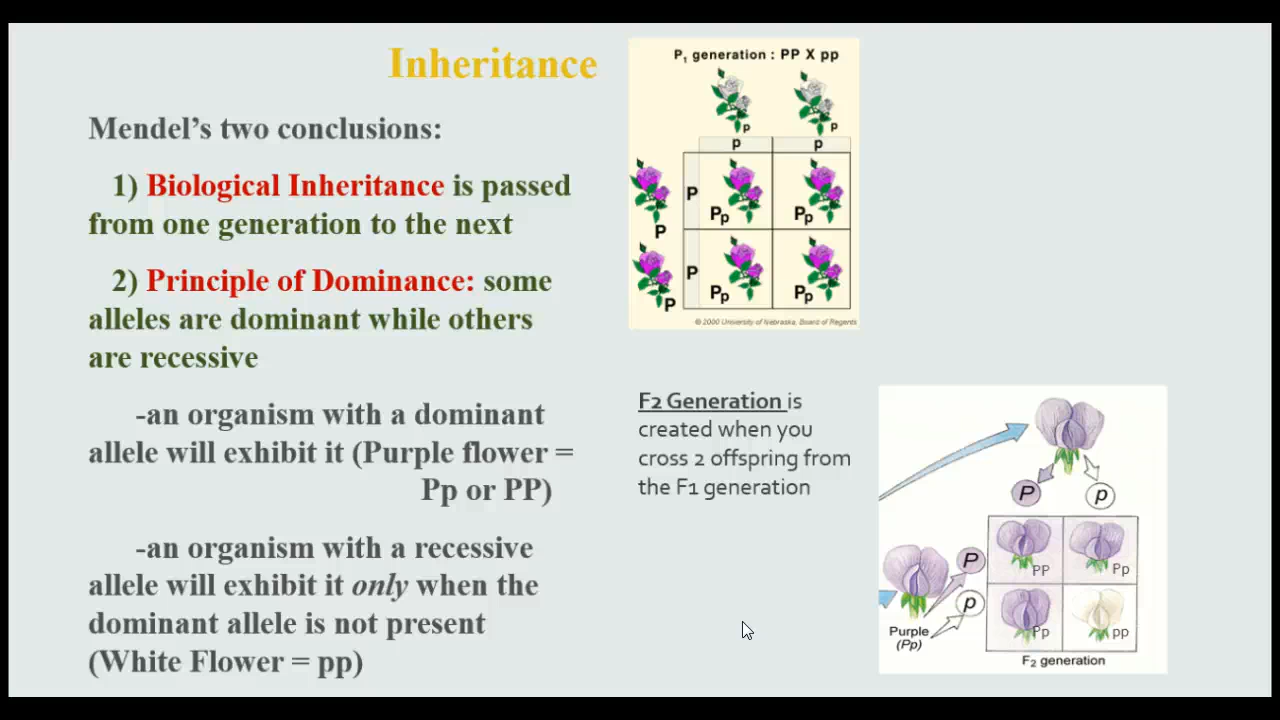 Inheritance
Mendel's two conclusions:
1) Biological Inheritance is passed
from one generation to the next
2) Principle of Dominance: some
alleles are dominant while others
are recessive
-an organism with a dominant
allele will exhibit it (Purple flower =
Pp or PP)
-an organism with a recessive
allele will exhibit it only when the
dominant allele is not present
(White Flower = pp)
P1 generation : PP X pp
p p
p p
P Pp Pp
P
P Pp Pp
P
© 2000 University of Nebraska, Board of Regents
F2 Generation is
created when you
cross 2 offspring from
the F1 generation
P p
P PP Pp
p Pp pp
Purple
(Pp)
F2 generation